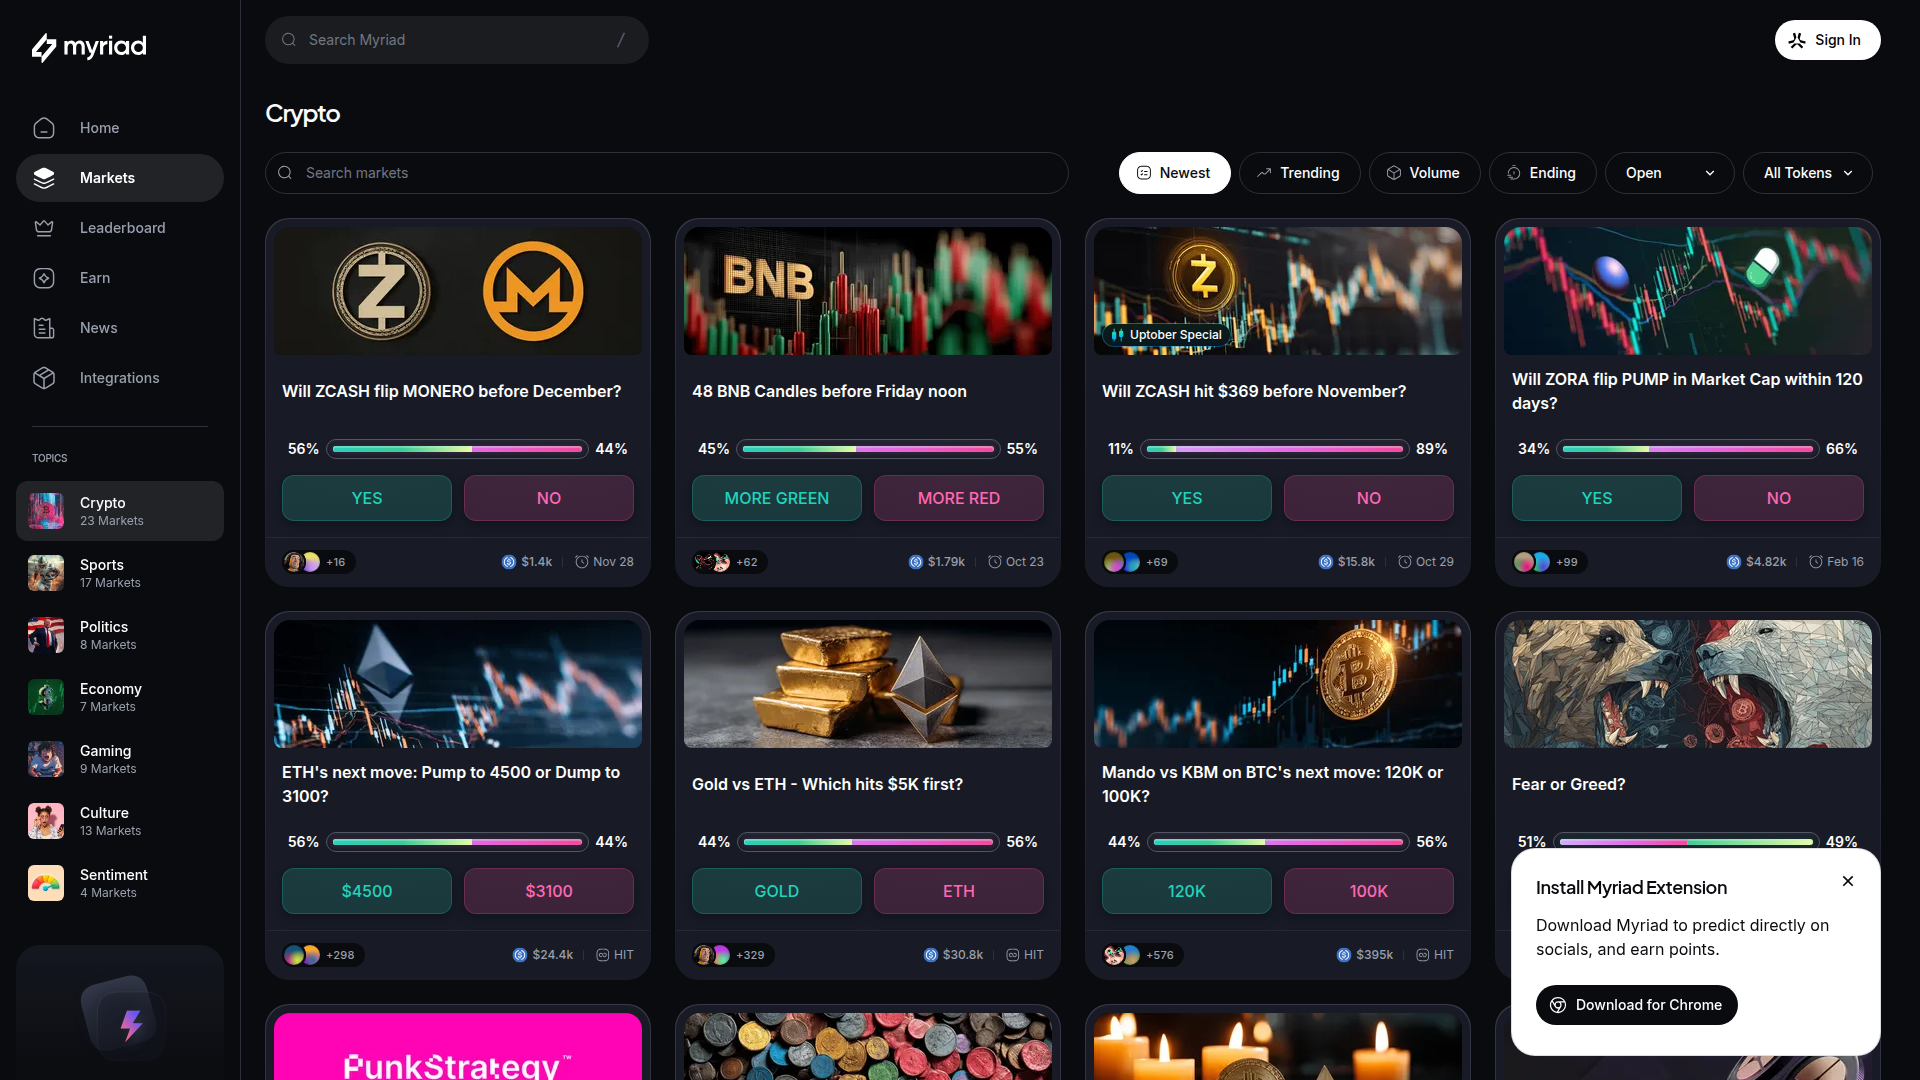 myriad
Search Myriad
/
Sign In
Home
Markets
Leaderboard
Earn
News
Integrations
TOPICS
Crypto
23 Markets
Sports
17 Markets
Politics
8 Markets
Economy
7 Markets
Gaming
9 Markets
Culture
13 Markets
Sentiment
4 Markets
Crypto
Search markets
Newest
Trending
Volume
Ending
Open
All Tokens
Will ZCASH flip MONERO before December?
56%
44%
YES
NO
+16
$1.4k
Nov 28
BNB
48 BNB Candles before Friday noon
45%
55%
MORE GREEN
MORE RED
+62
$1.79k
Oct 23
Uptober Special
Will ZCASH hit $369 before November?
11%
89%
YES
NO
+69
$15.8k
Oct 29
Will ZORA flip PUMP in Market Cap within 120
days?
34%
66%
YES
NO
+99
$4.82k
Feb 16
ETH's next move: Pump to 4500 or Dump to
3100?
56%
44%
$4500
$3100
+298
$24.4k
HIT
Gold vs ETH - Which hits $5K first?
44%
56%
GOLD
ETH
+329
$30.8k
HIT
Mando vs KBM on BTC's next move: 120K or
100K?
44%
56%
120K
100K
+576
$395k
HIT
Fear or Greed?
51%
49%
Install Myriad Extension
Download Myriad to predict directly on
socials, and earn points.
Download for Chrome
PunkStrategy™